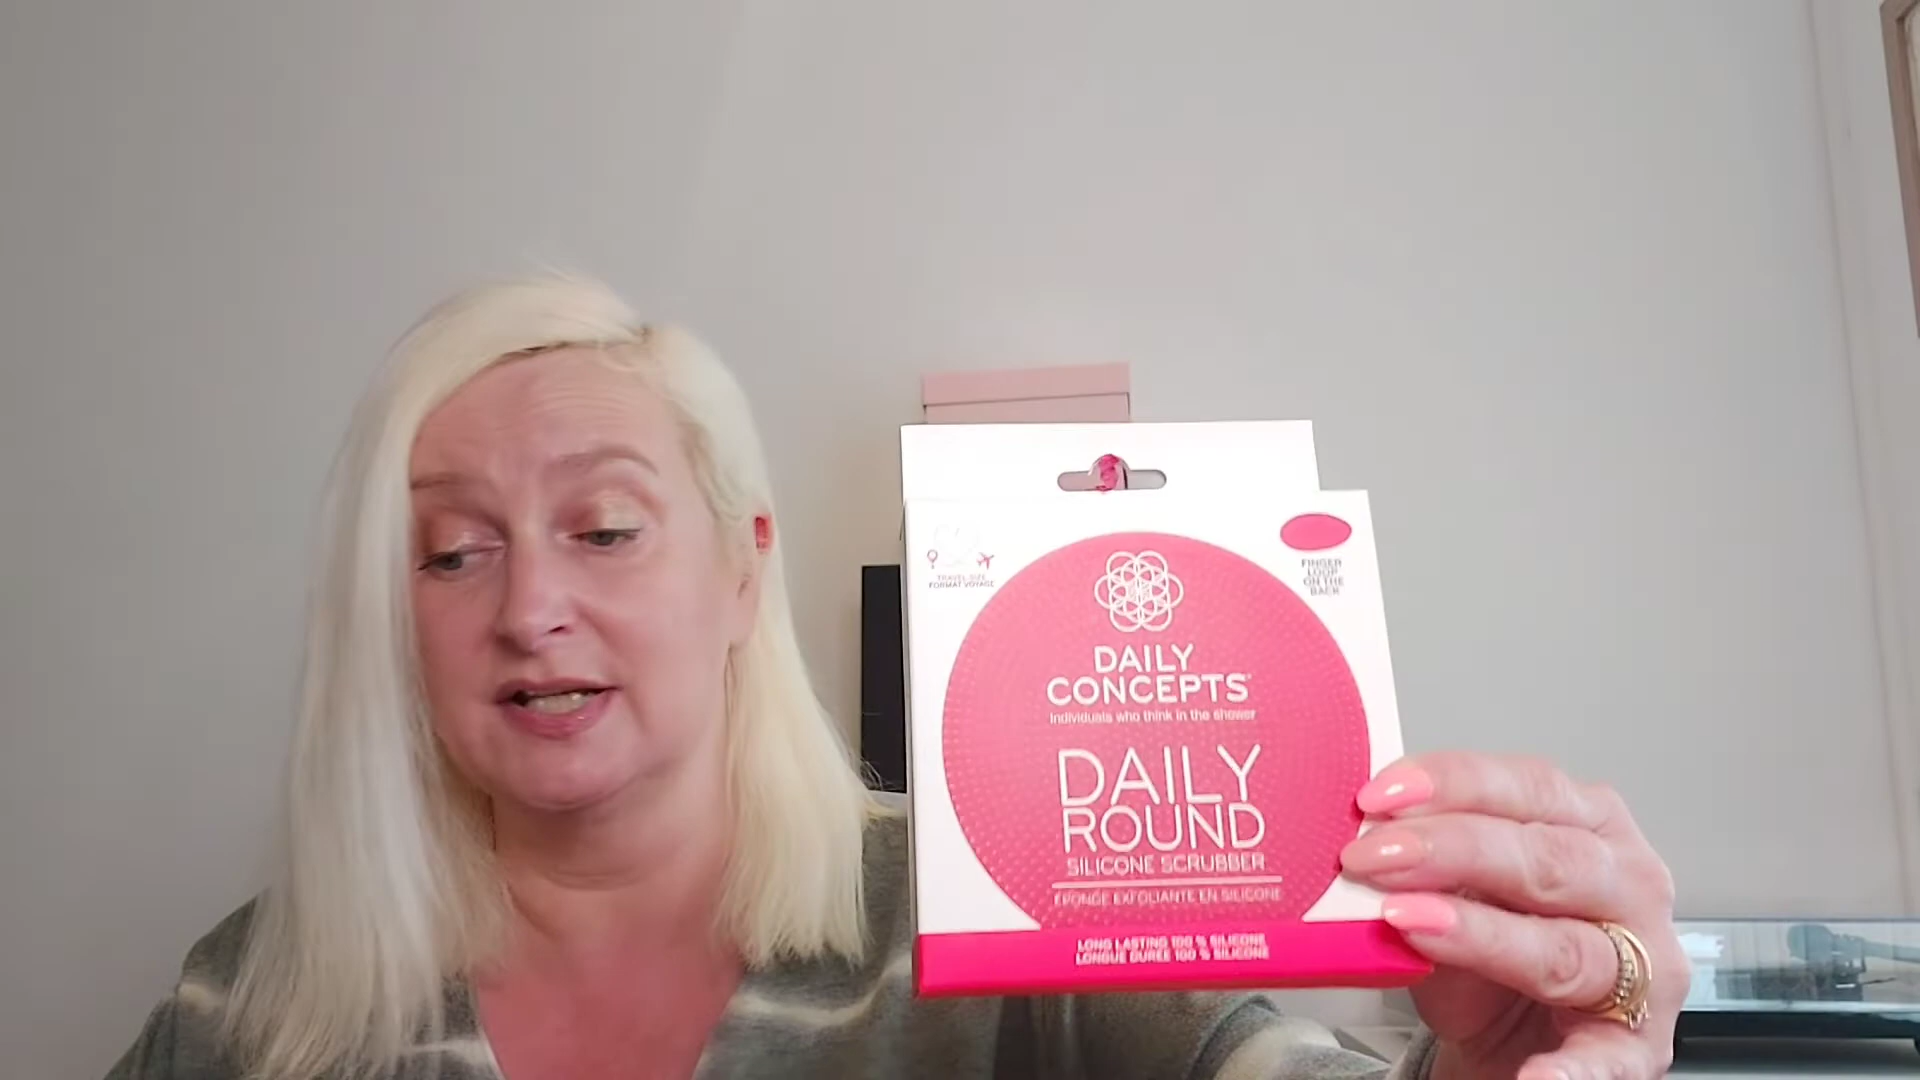 TRAVEL-SIZE
FORMAT VOYAGE
FINGER
LOOP
ON THE
BACK
DAILY
CONCEPTS
Individuals who think in the shower
DAILY
ROUND
SILICONE SCRUBBER
ÉPONGE EXFOLIANTE EN SILICONE
LONG LASTING 100 % SILICONE
LONGUE DURÉE 100 % SILICONE